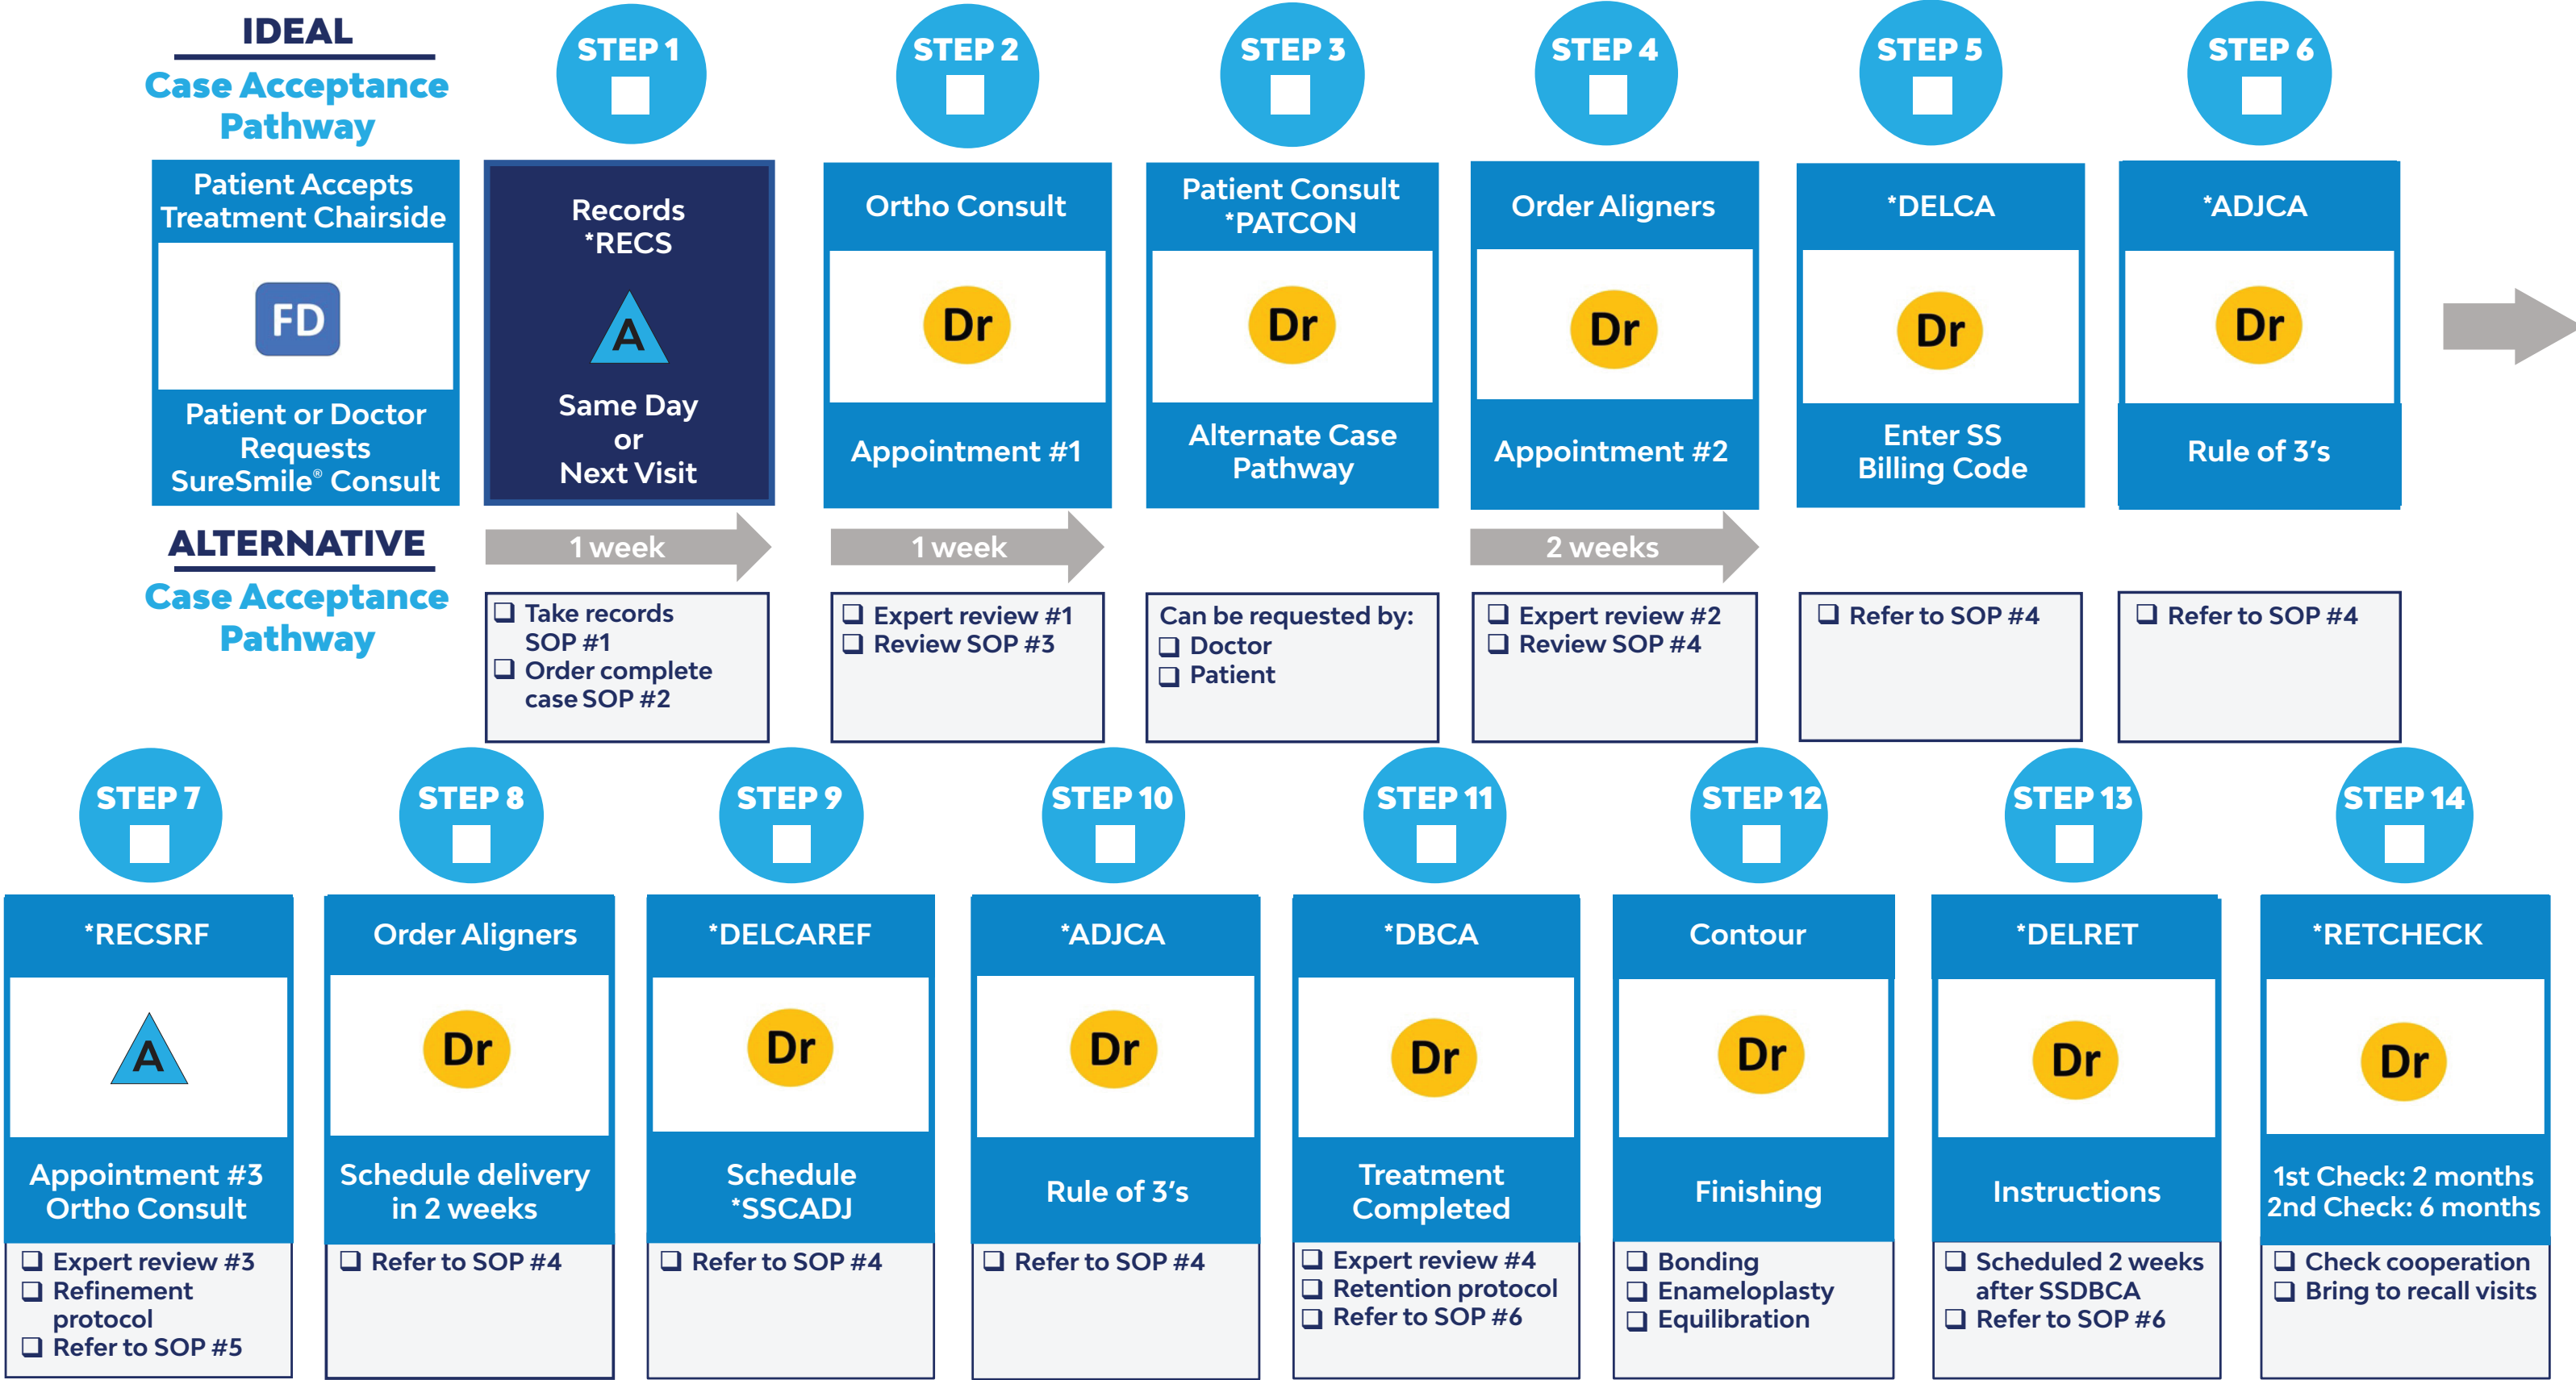 IDEAL
Case Acceptance
Pathway
STEP 1
STEP 2
STEP 3
STEP 4
STEP 5
STEP 6
Patient Accepts
Treatment Chairside
FD
Patient or Doctor
Requests
SureSmile® Consult
Records
*RECS
A
Same Day
or
Next Visit
Ortho Consult
Dr
Appointment #1
Patient Consult
*PATCON
Dr
Alternate Case
Pathway
Order Aligners
Dr
Appointment #2
*DELCA
Dr
Enter SS
Billing Code
*ADJCA
Dr
Rule of 3's
ALTERNATIVE
Case Acceptance
Pathway
1 week
1 week
2 weeks
❑ Take records
SOP #1
❑ Order complete
case SOP #2
❑ Expert review #1
❑ Review SOP #3
Can be requested by:
❑ Doctor
❑ Patient
❑ Expert review #2
❑ Review SOP #4
❑ Refer to SOP #4
❑ Refer to SOP #4
STEP 7
STEP 8
STEP 9
STEP 10
STEP 11
STEP 12
STEP 13
STEP 14
*RECSRF
A
Appointment #3
Ortho Consult
❑ Expert review #3
❑ Refinement
protocol
❑ Refer to SOP #5
Order Aligners
Dr
Schedule delivery
in 2 weeks
❑ Refer to SOP #4
*DELCAREF
Dr
Schedule
*SSCADJ
❑ Refer to SOP #4
*ADJCA
Dr
Rule of 3's
❑ Refer to SOP #4
*DBCA
Dr
Treatment
Completed
❑ Expert review #4
❑ Retention protocol
❑ Refer to SOP #6
Contour
Dr
Finishing
❑ Bonding
❑ Enameloplasty
❑ Equilibration
*DELRET
Dr
Instructions
❑ Scheduled 2 weeks
after SSDBCA
❑ Refer to SOP #6
*RETCHECK
Dr
1st Check: 2 months
2nd Check: 6 months
❑ Check cooperation
❑ Bring to recall visits